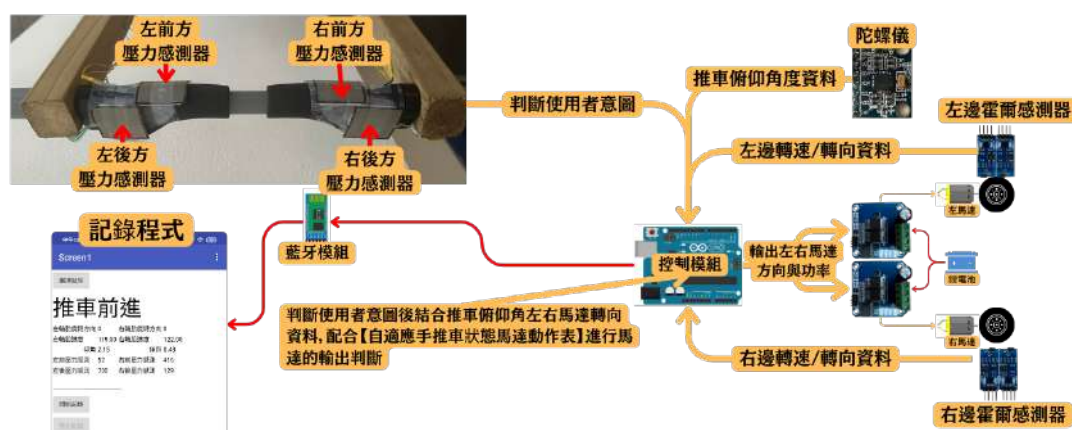 左前方
壓力感測器
右前方
壓力感測器
左後方
壓力感測器
右後方
壓力感測器
判斷使用者意圖
陀螺儀
推車俯仰角度資料
左邊霍爾感測器
左邊轉速/轉向資料
左馬達
控制模組
輸出左右馬達
方向與功率
鋰電池
右馬達
右邊轉速/轉向資料
右邊霍爾感測器
藍牙模組
判斷使用者意圖後結合推車俯仰角左右馬達轉向
資料,配合【自適應手推車狀態馬達動作表】進行馬
達的輸出判斷
記錄程式
Screen1
推車前進